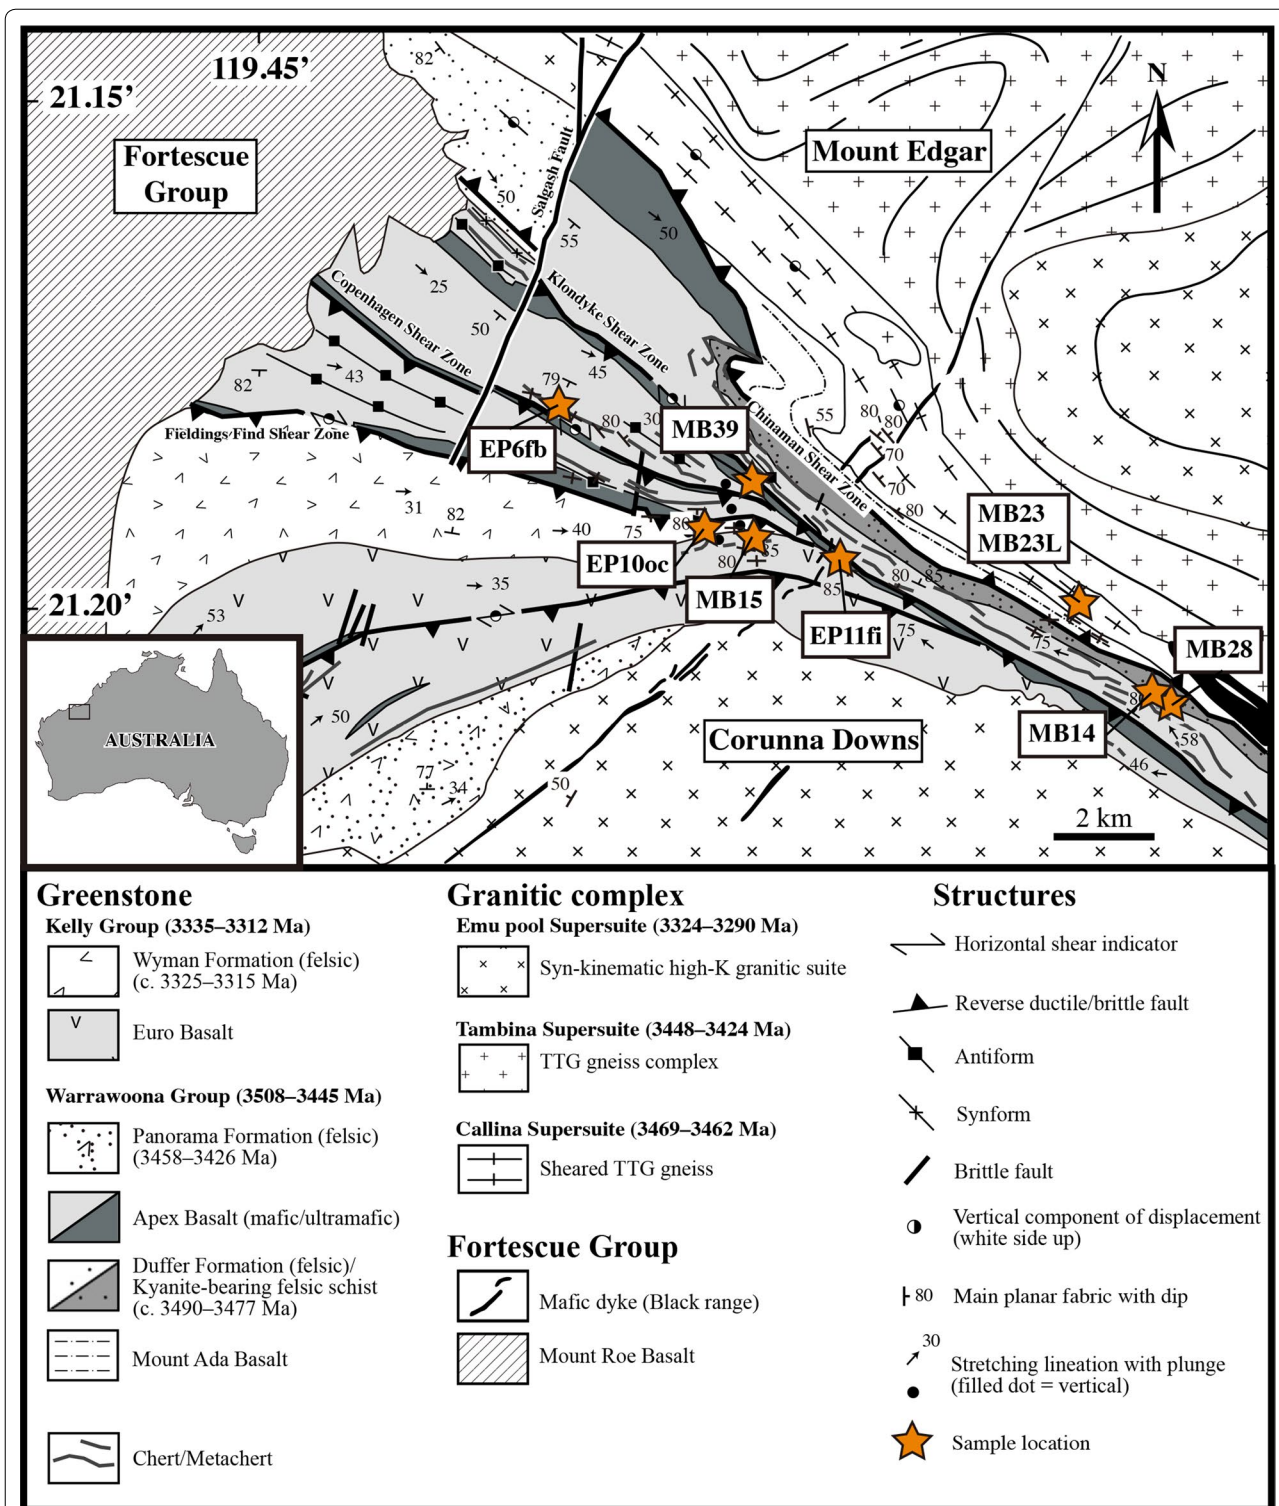 119.45’
21.15’
Fortescue
Group
82
50
Salgash Fault
55
Mount Edgar
N
50
25
50
Copenhagen Shear Zone
Klondyke Shear Zone
45
43
82
79
80
30
Fieldings Find Shear Zone
EP6fb
MB39
Chinaman Shear Zone
55
80
80
70
70
80
31
82
40
75
80
85
80
MB23
MB23L
EP10oc
MB15
EP11fi
85
80
85
75
75
35
53
21.20’
MB28
MB14
58
46
50
77
34
50
Corunna Downs
AUSTRALIA
2 km
Greenstone
Kelly Group (3335–3312 Ma)
Wyman Formation (felsic)
(c. 3325–3315 Ma)
Euro Basalt
Warrawoona Group (3508–3445 Ma)
Panorama Formation (felsic)
(3458–3426 Ma)
Apex Basalt (mafic/ultramafic)
Duffer Formation (felsic)/
Kyanite-bearing felsic schist
(c. 3490–3477 Ma)
Mount Ada Basalt
Chert/Metachert
Granitic complex
Emu pool Supersuite (3324–3290 Ma)
Syn-kinematic high-K granitic suite
Tambina Supersuite (3448–3424 Ma)
TTG gneiss complex
Callina Supersuite (3469–3462 Ma)
Sheared TTG gneiss
Fortescue Group
Mafic dyke (Black range)
Mount Roe Basalt
Structures
Horizontal shear indicator
Reverse ductile/brittle fault
Antiform
Synform
Brittle fault
Vertical component of displacement
(white side up)
80
Main planar fabric with dip
30
Stretching lineation with plunge
(filled dot = vertical)
Sample location